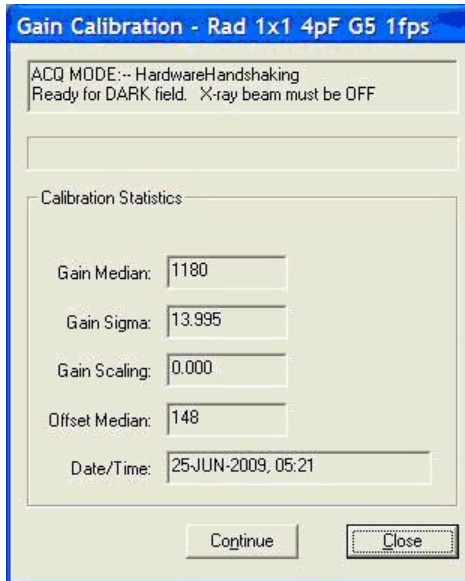 Gain Calibration - Rad 1x1 4pF G5 1fps
ACQ MODE:-- HardwareHandshaking
Ready for DARK field. X-ray beam must be OFF
Calibration Statistics
Gain Median: 1180
Gain Sigma: 13.995
Gain Scaling: 0.000
Offset Median: 148
Date/Time: 25-JUN-2009, 05:21
Continue Close